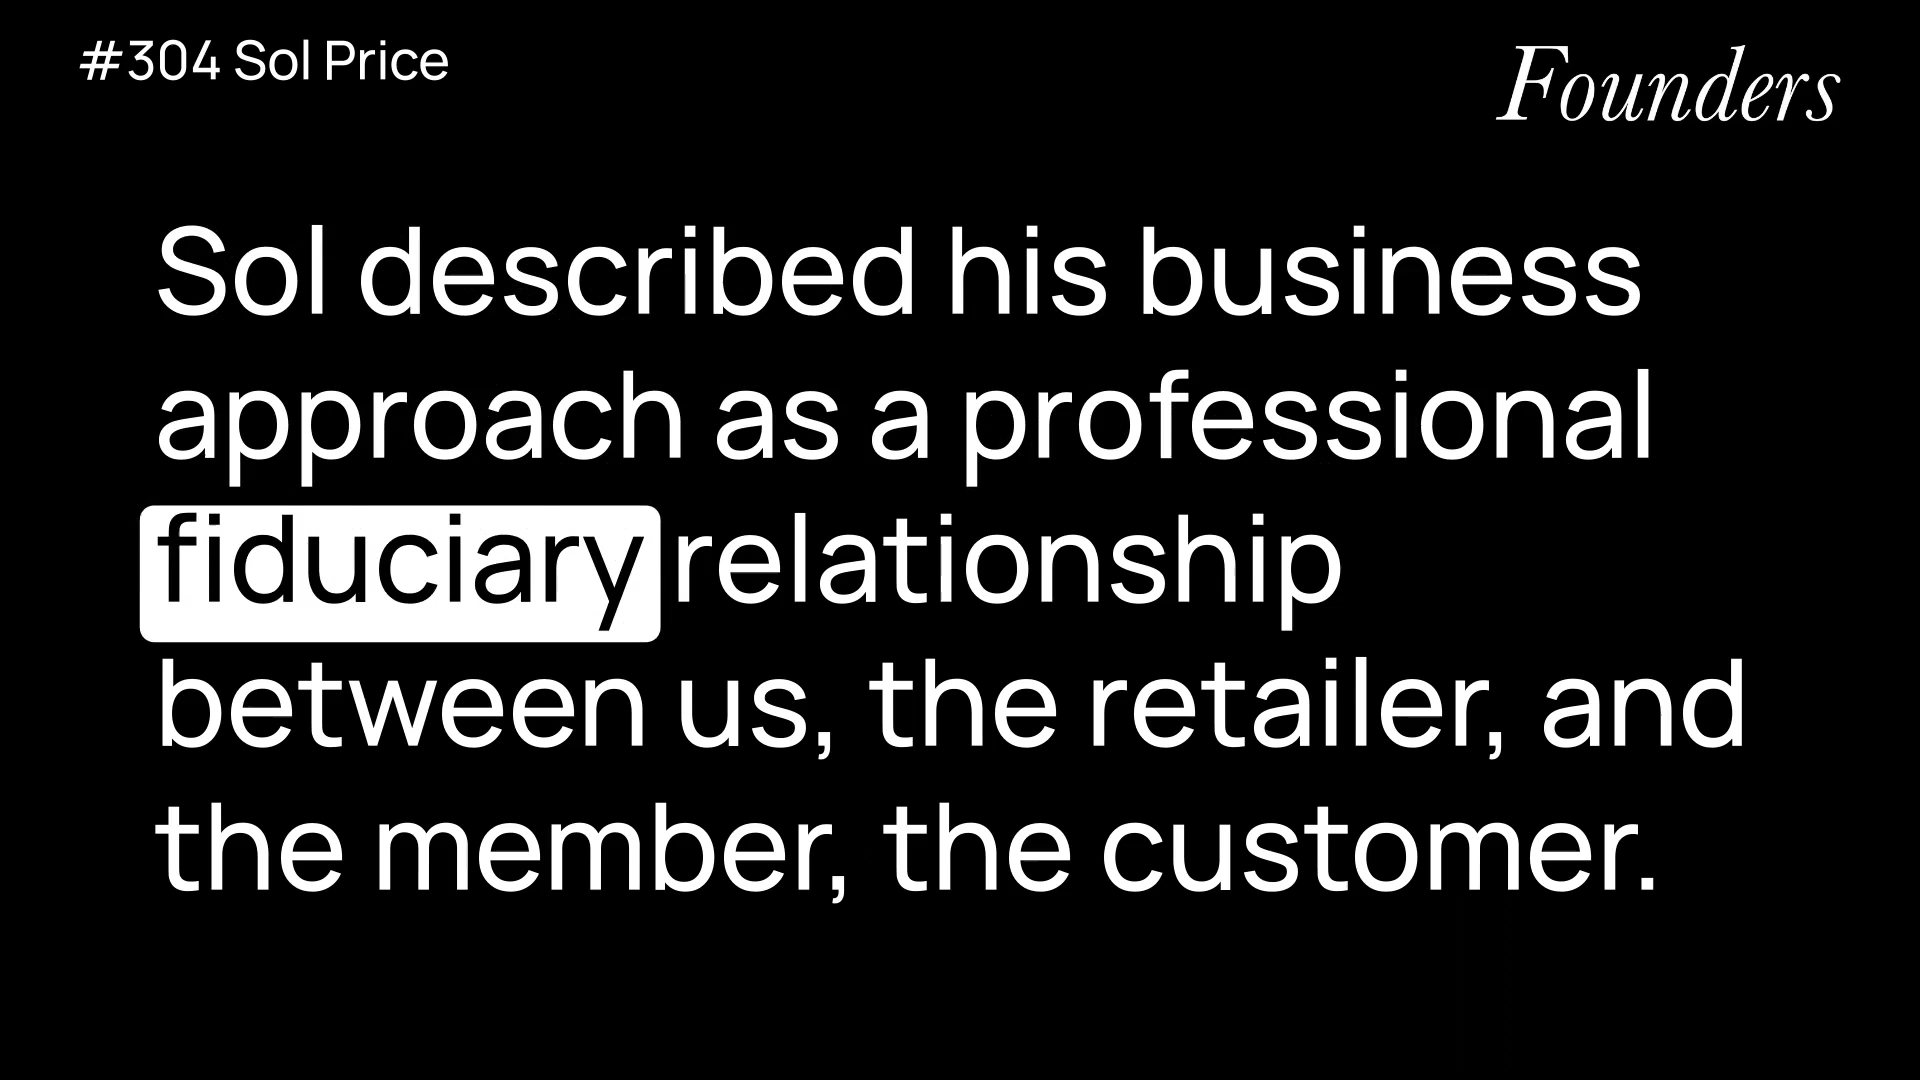 #304 Sol Price
Founders
Sol described his business
approach as a professional
fiduciary relationship
between us, the retailer, and
the member, the customer.